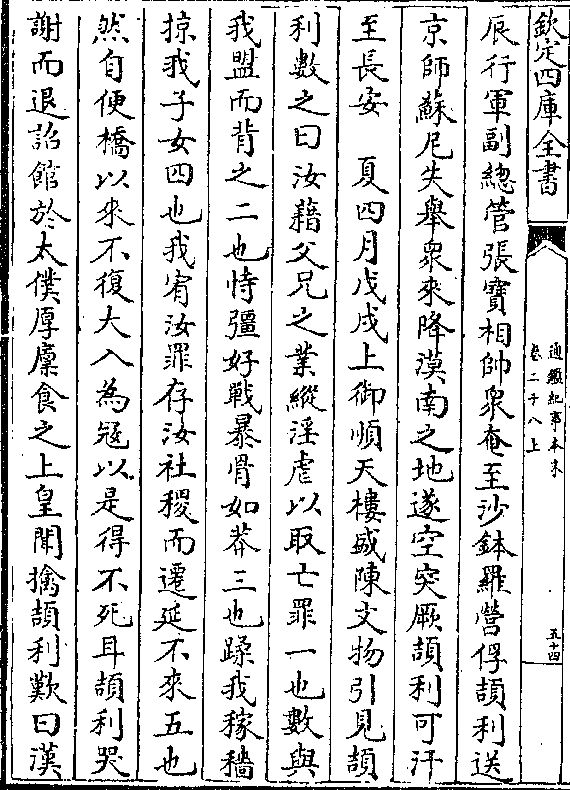 欽定四庫全書
通鑑紀事本末
卷二十八上
五十四
辰行軍副總管張寶相帥衆奄至沙鉢羅營俘頡利送
京師蘇尼失舉衆來降漠南之地遂空突厥頡利可汗
至長安　夏四月戊戌上御順天樓盛陳文物引見頡
利數之曰汝藉父兄之業縱淫虐以取亡罪一也數與
我盟而背之二也恃彊好戰暴骨如莽三也蹂我稼穡
掠我子女四也我宥汝罪存汝社稷而遷延不來五也
然自便橋以來不復大入為寇以是得不死耳頡利哭
謝而退詔館於太僕厚廩食之上皇聞擒頡利歎曰漢